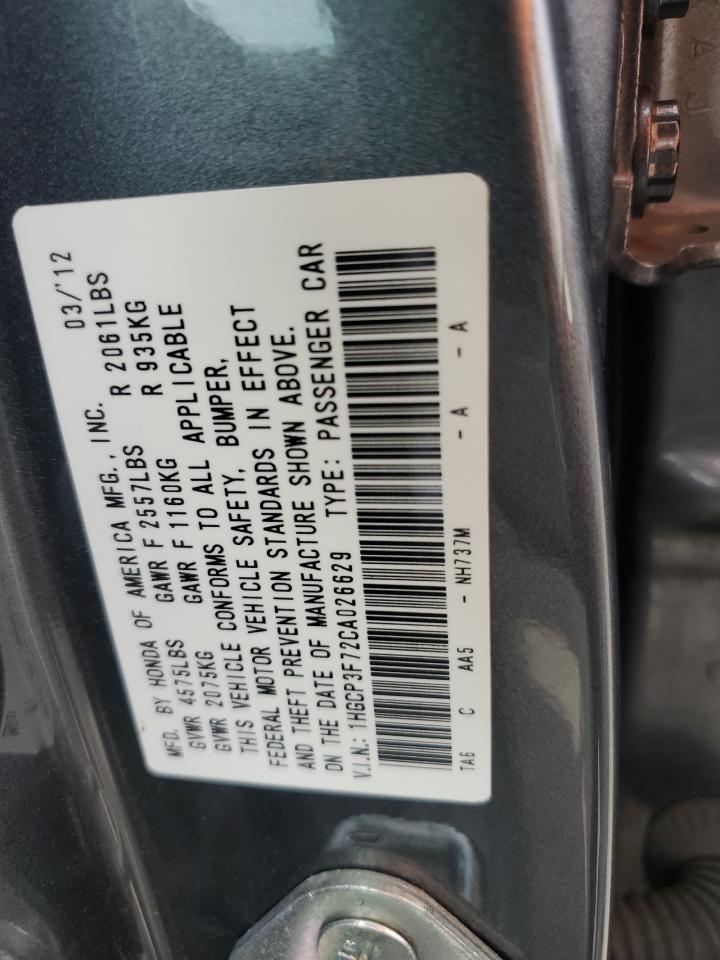 03/'12
MFD. BY HONDA OF AMERICA MFG., INC.
GVWR 4575LBS GAWR F 2557LBS R 2061LBS
GVWR 2075KG GAWR F 1160KG R 935KG
THIS VEHICLE CONFORMS TO ALL APPLICABLE
FEDERAL MOTOR VEHICLE SAFETY, BUMPER,
AND THEFT PREVENTION STANDARDS IN EFFECT
ON THE DATE OF MANUFACTURE SHOWN ABOVE.
V.I.N.: 1HGCP3F72CA026629 TYPE: PASSENGER CAR
TA6 C AA5 - NH737M - A - A